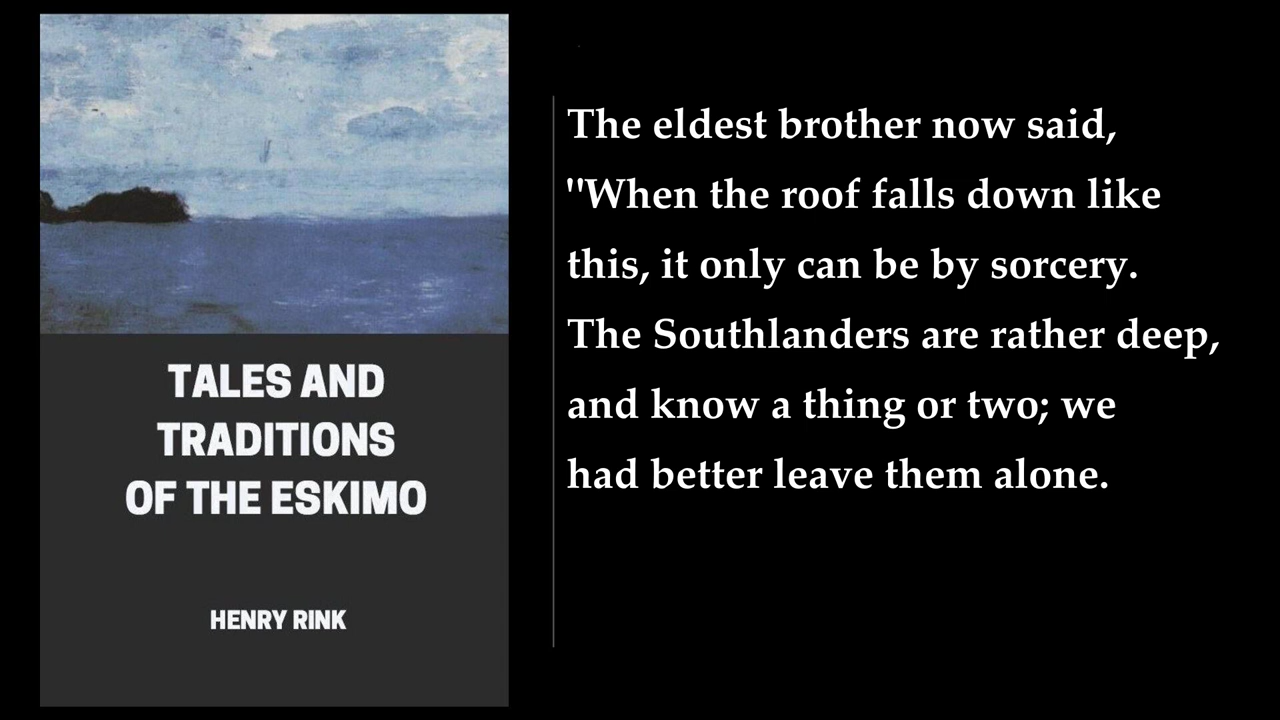 TALES AND
TRADITIONS
OF THE ESKIMO
HENRY RINK
The eldest brother now said,
"When the roof falls down like
this, it only can be by sorcery.
The Southlanders are rather deep,
and know a thing or two; we
had better leave them alone.